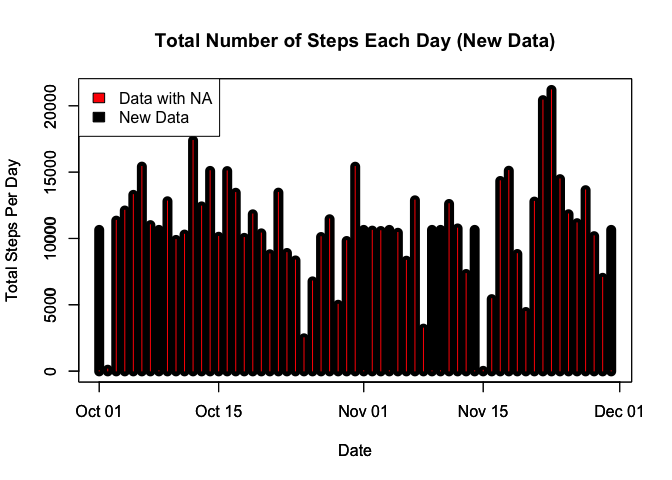 Total Number of Steps Each Day (New Data)
Data with NA
New Data
Total Steps Per Day
20000
15000
10000
5000
0
Oct 01
Oct 15
Nov 01
Nov 15
Dec 01
Date